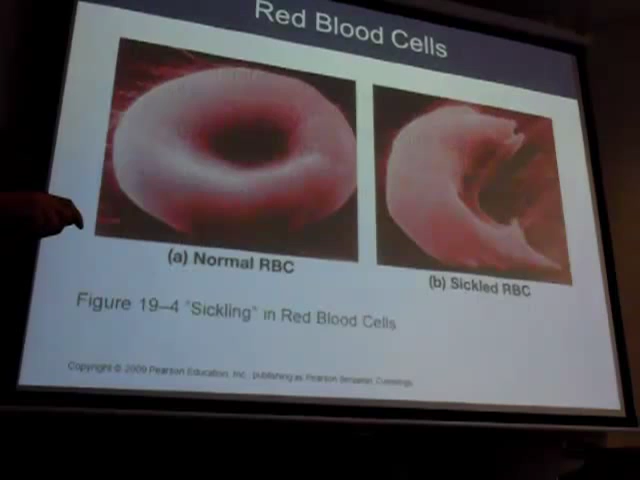 Red Blood Cells
(a) Normal RBC
(b) Sickled RBC
Figure 19–4 "Sickling" in Red Blood Cells
Copyright © 2009 Pearson Education, Inc., publishing as Pearson Benjamin Cummings